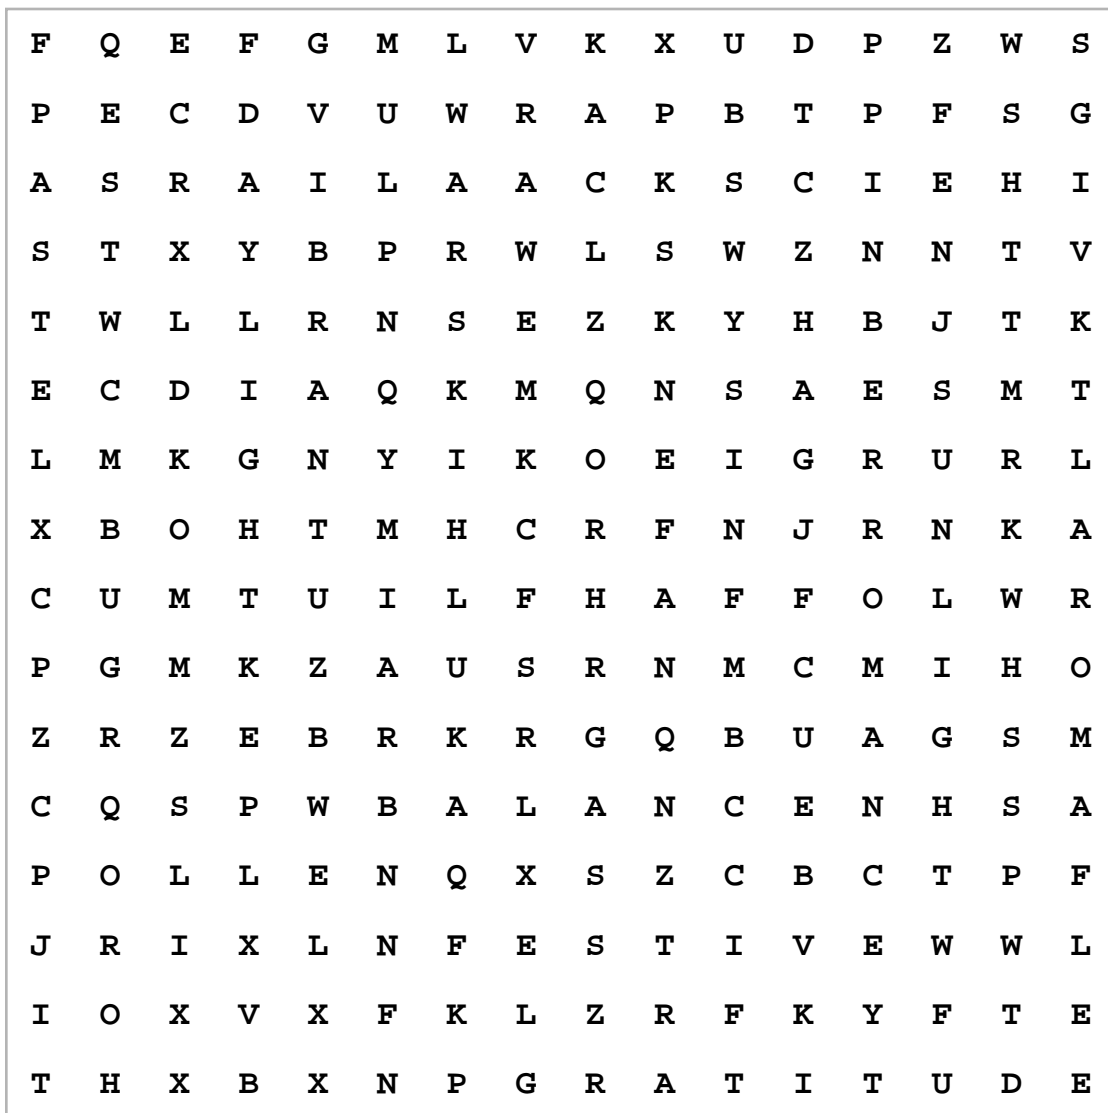 F Q E F G M L V K X U D P Z W S
P E C D V U W R A P B T P F S G
A S R A I L A A C K S C I E H I
S T X Y B P R W L S W Z N N T V
T W L L R N S E Z K Y H B J T K
E C D I A Q K M Q N S A E S M T
L M K G N Y I K O E I G R U R L
X B O H T M H C R F N J R N K A
C U M T U I L F H A F F O L W R
P G M K Z A U S R N M C M I H O
Z R Z E B R K R G Q B U A G S M
C Q S P W B A L A N C E N H S A
P O L L E N Q X S Z C B C T P F
J R I X L N F E S T I V E W W L
I O X V X F K L Z R F K Y F T E
T H X B X N P G R A T I T U D E